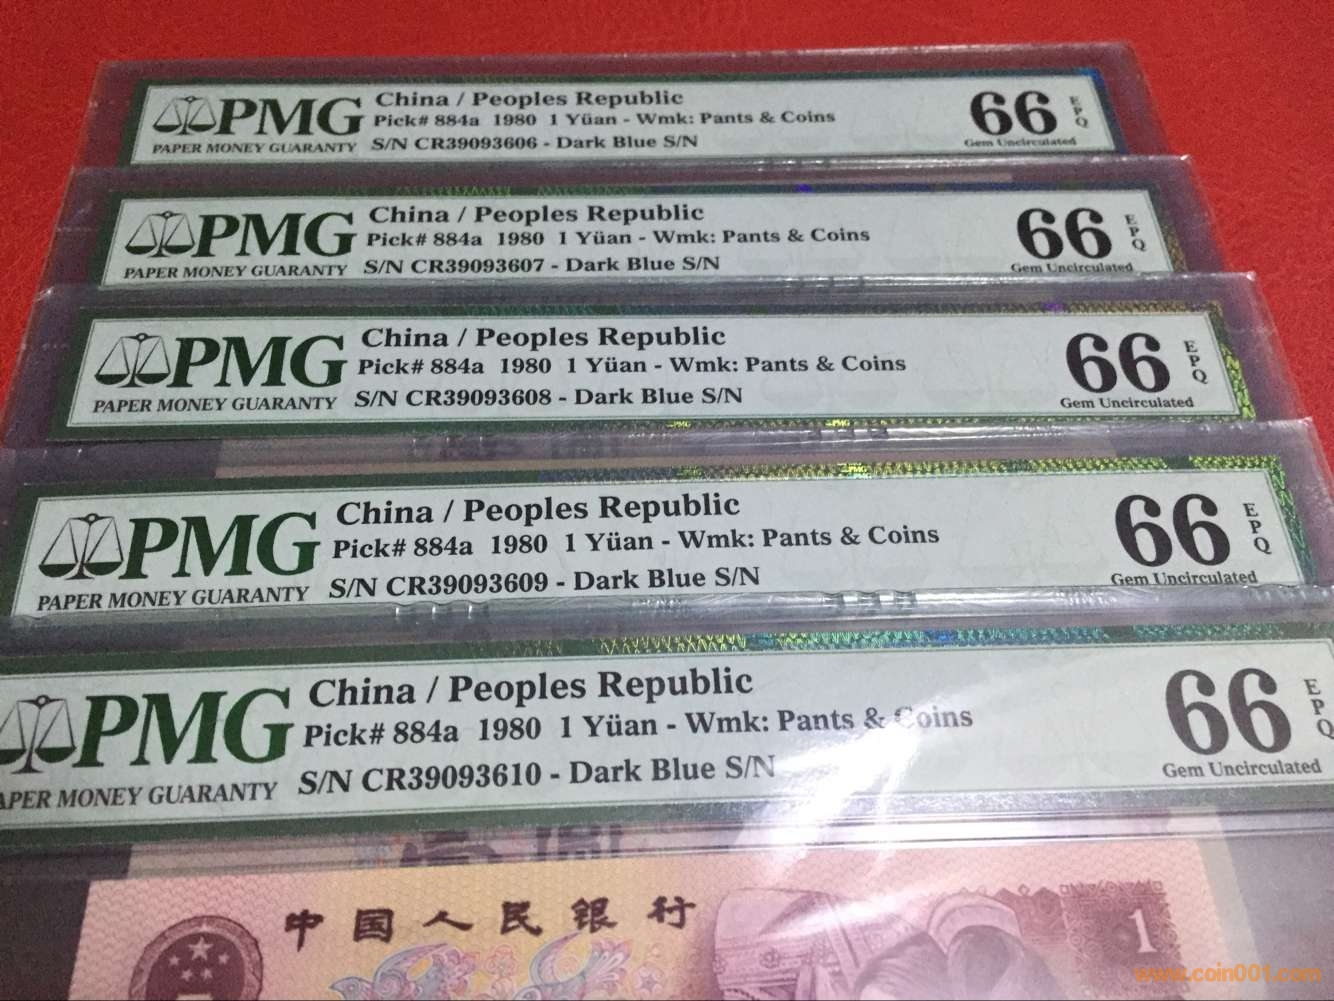 PMG
PAPER MONEY GUARANTY
China / Peoples Republic
Pick# 884a 1980 1 Yüan - Wmk: Pants & Coins
S/N CR39093606 - Dark Blue S/N
66 EPQ
Gem Uncirculated
PMG
PAPER MONEY GUARANTY
China / Peoples Republic
Pick# 884a 1980 1 Yüan - Wmk: Pants & Coins
S/N CR39093607 - Dark Blue S/N
66 EPQ
Gem Uncirculated
PMG
PAPER MONEY GUARANTY
China / Peoples Republic
Pick# 884a 1980 1 Yüan - Wmk: Pants & Coins
S/N CR39093608 - Dark Blue S/N
66 EPQ
Gem Uncirculated
PMG
PAPER MONEY GUARANTY
China / Peoples Republic
Pick# 884a 1980 1 Yüan - Wmk: Pants & Coins
S/N CR39093609 - Dark Blue S/N
66 EPQ
Gem Uncirculated
PMG
APER MONEY GUARANTY
China / Peoples Republic
Pick# 884a 1980 1 Yüan - Wmk: Pants & Coins
S/N CR39093610 - Dark Blue S/N
66 EPQ
Gem Uncirculated
中国人民银行
1
www.coin001.com